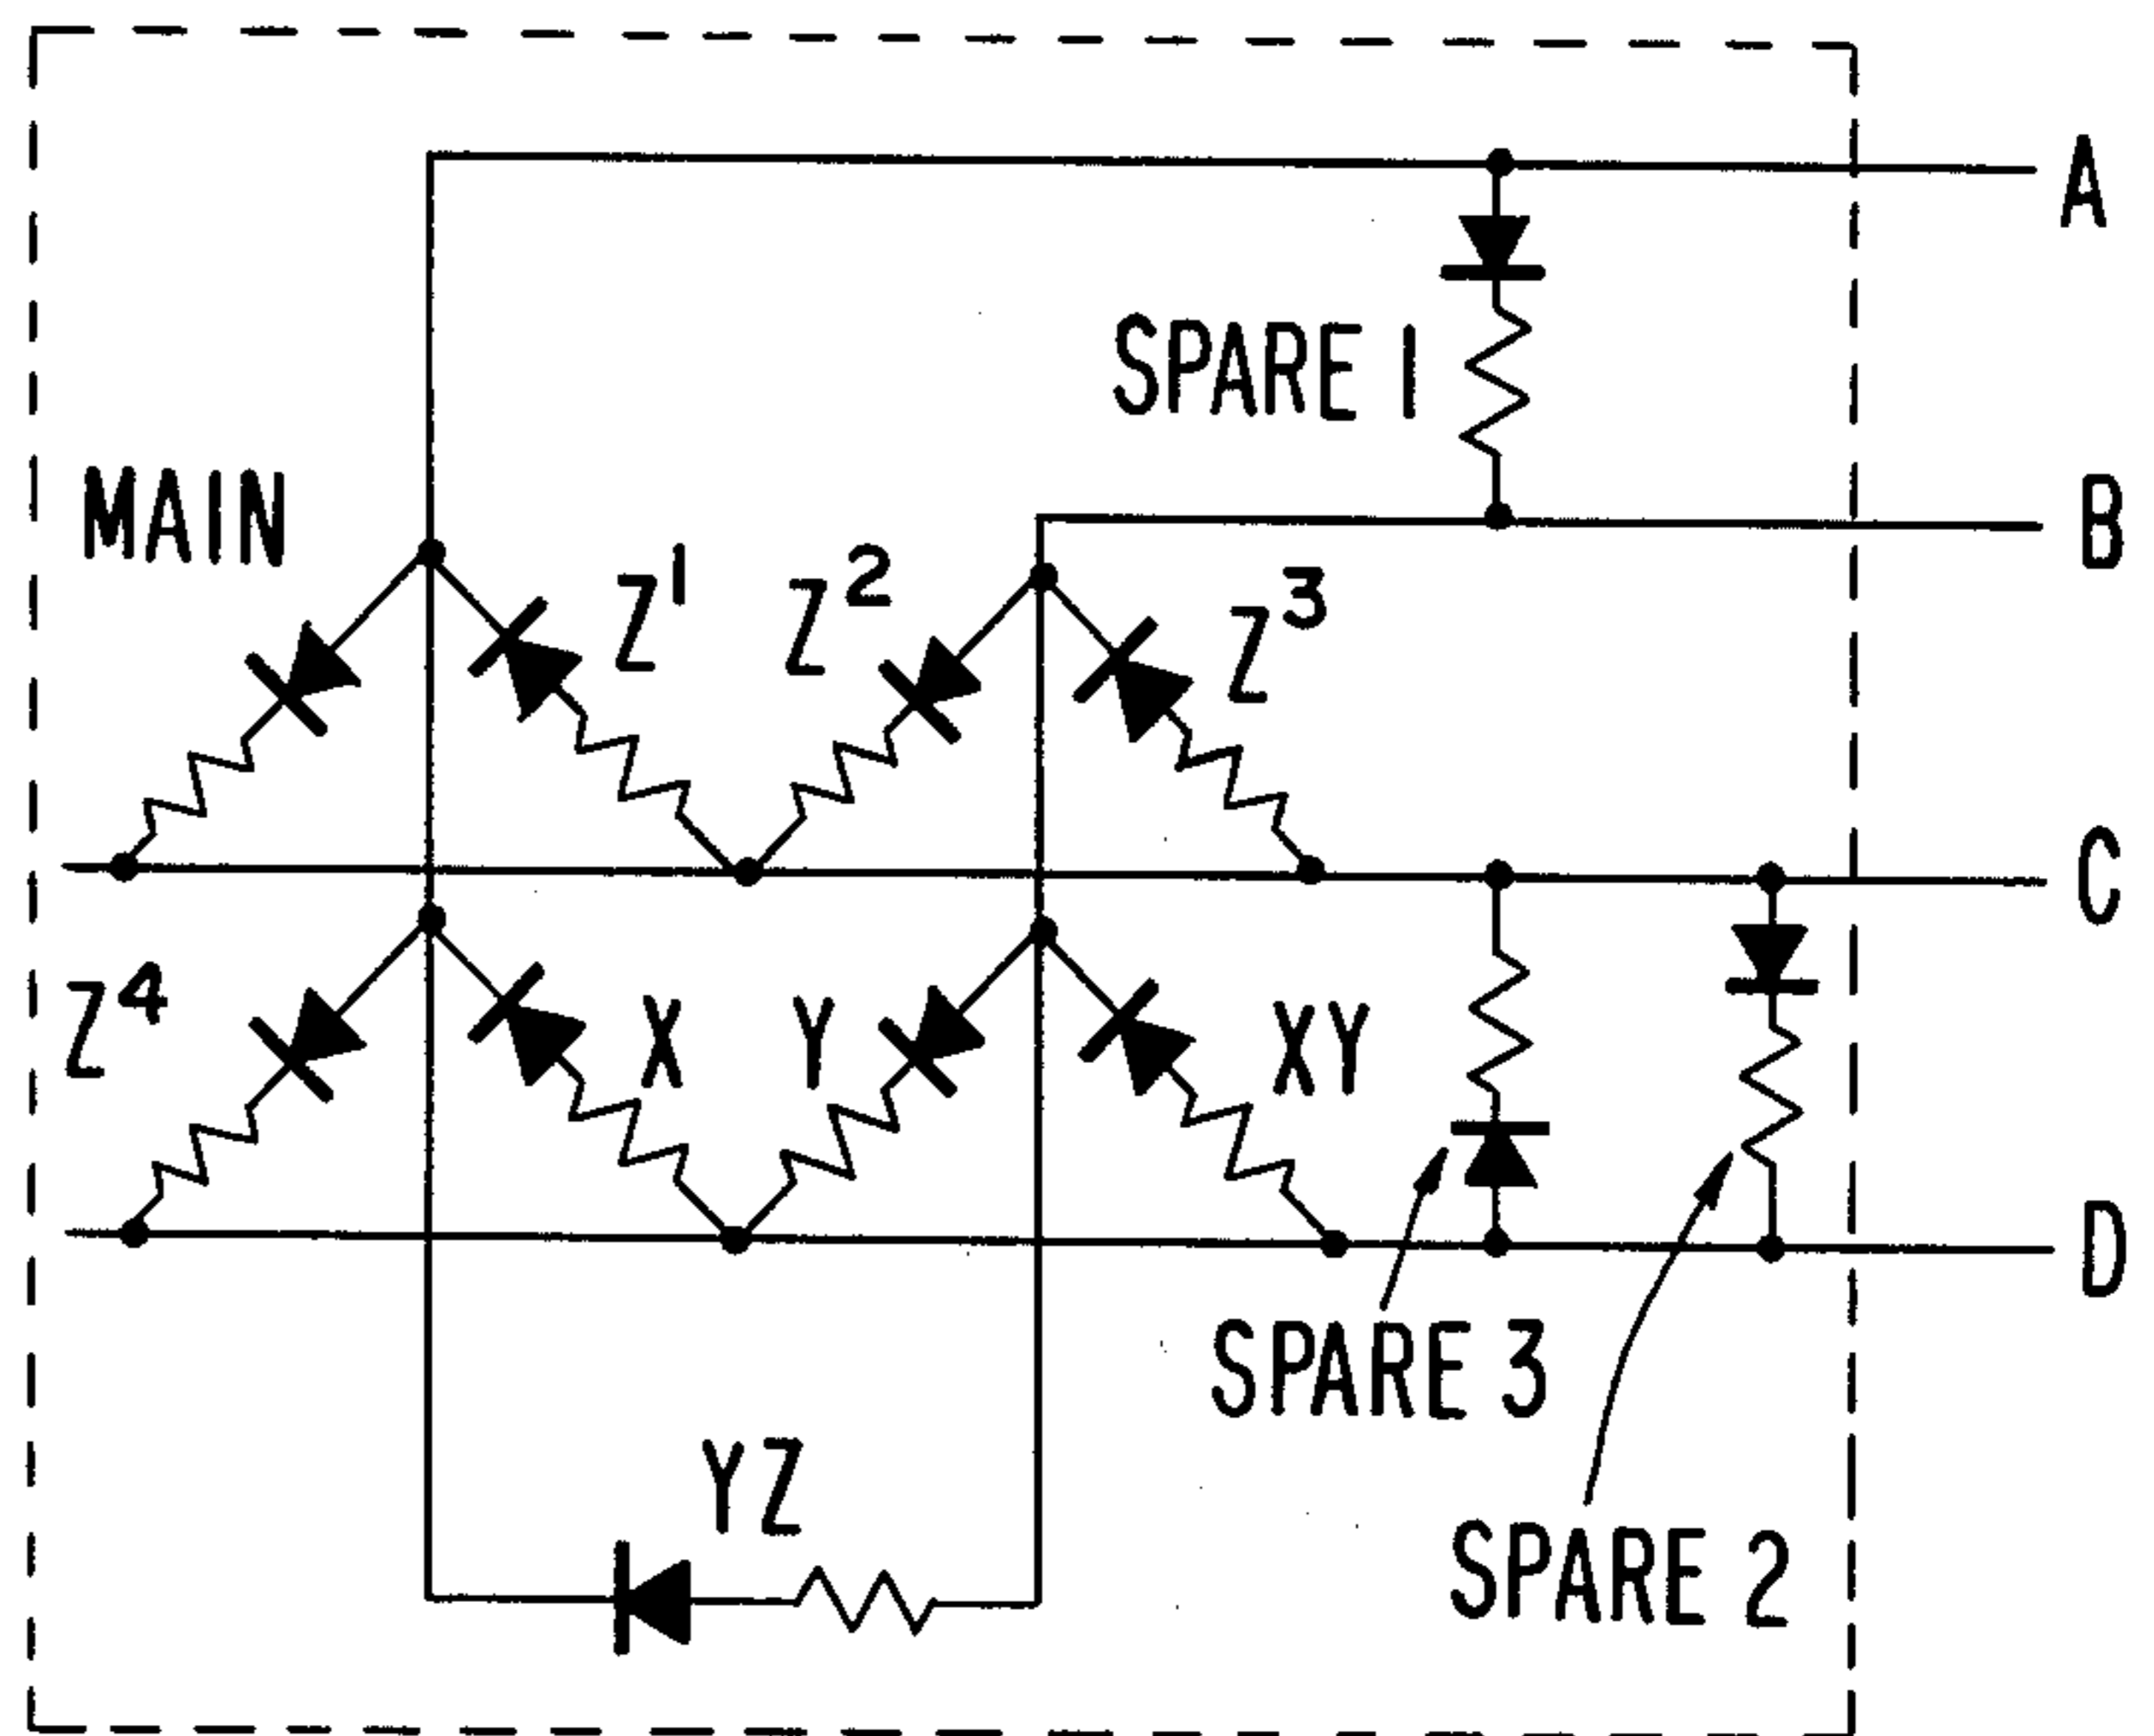 A
SPARE 1
MAIN
B
Z¹
Z²
Z³
C
Z⁴
X
Y
XY
D
SPARE 3
YZ
SPARE 2